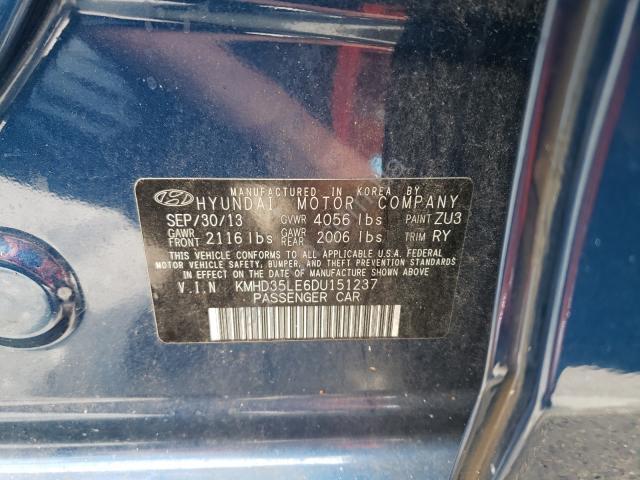 MANUFACTURED IN KOREA BY
HYUNDAI MOTOR COMPANY
SEP/30/13 GVWR 4056 lbs PAINT ZU3
GAWR FRONT 2116 lbs GAWR REAR 2006 lbs TRIM RY
THIS VEHICLE CONFORMS TO ALL APPLICABLE U.S.A. FEDERAL
MOTOR VEHICLE SAFETY, BUMPER, AND THEFT PREVENTION STANDARDS
IN EFFECT ON THE DATE OF MANUFACTURE SHOWN ABOVE.
V.I.N. KMHD35LE6DU151237
PASSENGER CAR